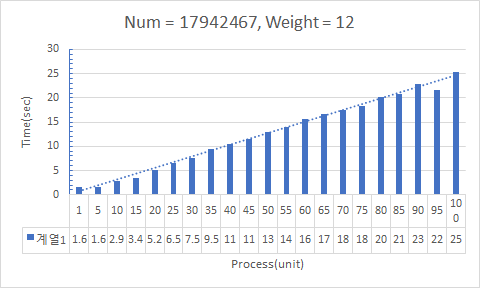 Num = 17942467, Weight = 12
Time(sec)
30
25
20
15
10
5
0
1 5 10 15 20 25 30 35 40 45 50 55 60 65 70 75 80 85 90 95 100
계열1 1.6 1.6 2.9 3.4 5.2 6.5 7.5 9.5 11 11 13 14 16 17 18 18 20 21 23 22 25
Process(unit)